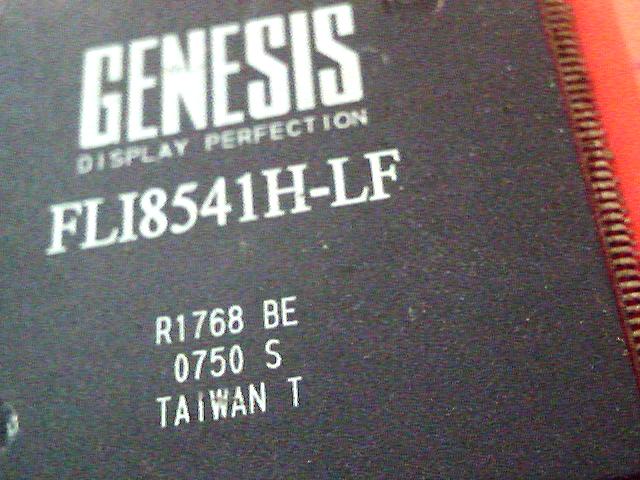 GENESIS
DISPLAY PERFECTION
FLI8541H-LF
R1768 BE
0750 S
TAIWAN T